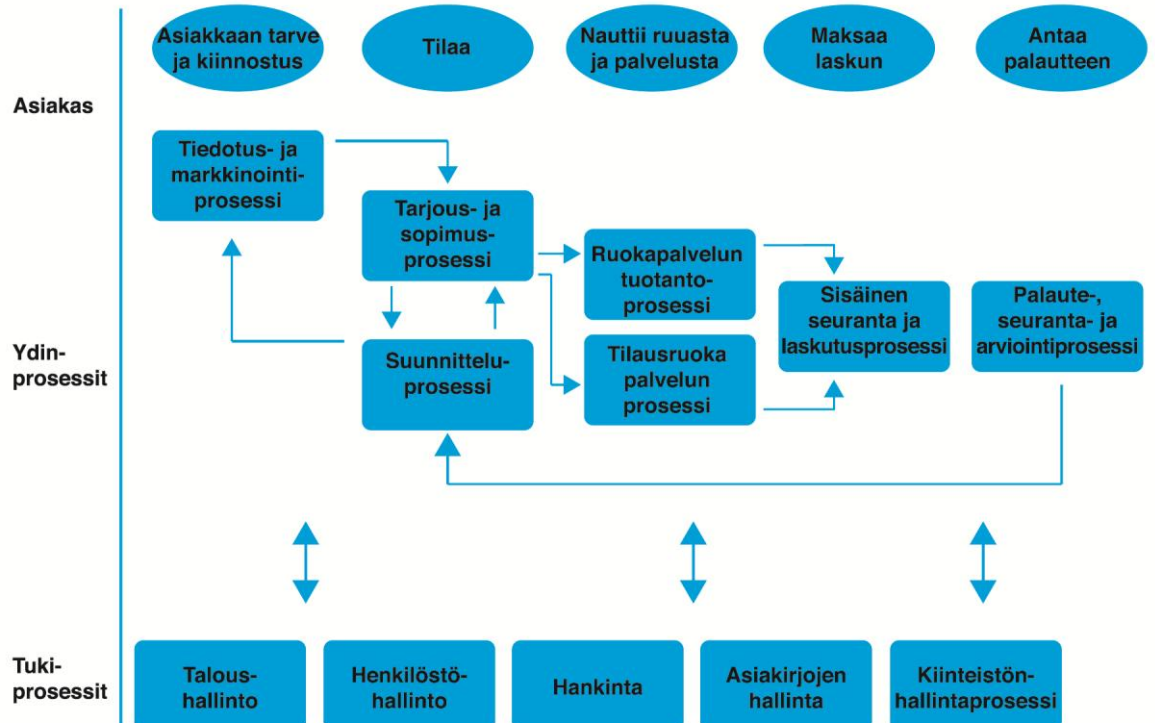 Asiakas
Asiakkaan tarve
ja kiinnostus
Tilaa
Nauttii ruuasta
ja palvelusta
Maksaa
laskun
Antaa
palautteen
Ydin-
prosessit
Tiedotus- ja
markkinointi-
prosessi
Tarjous- ja
sopimus-
prosessi
Suunnittelu-
prosessi
Ruokapalvelun
tuotanto-
prosessi
Tilausruoka
palvelun
prosessi
Sisäinen
seuranta ja
laskutusprosessi
Palaute-,
seuranta- ja
arviointiprosessi
Tuki-
prosessit
Talous-
hallinto
Henkilöstö-
hallinto
Hankinta
Asiakirjojen
hallinta
Kiinteistön-
hallintaprosessi